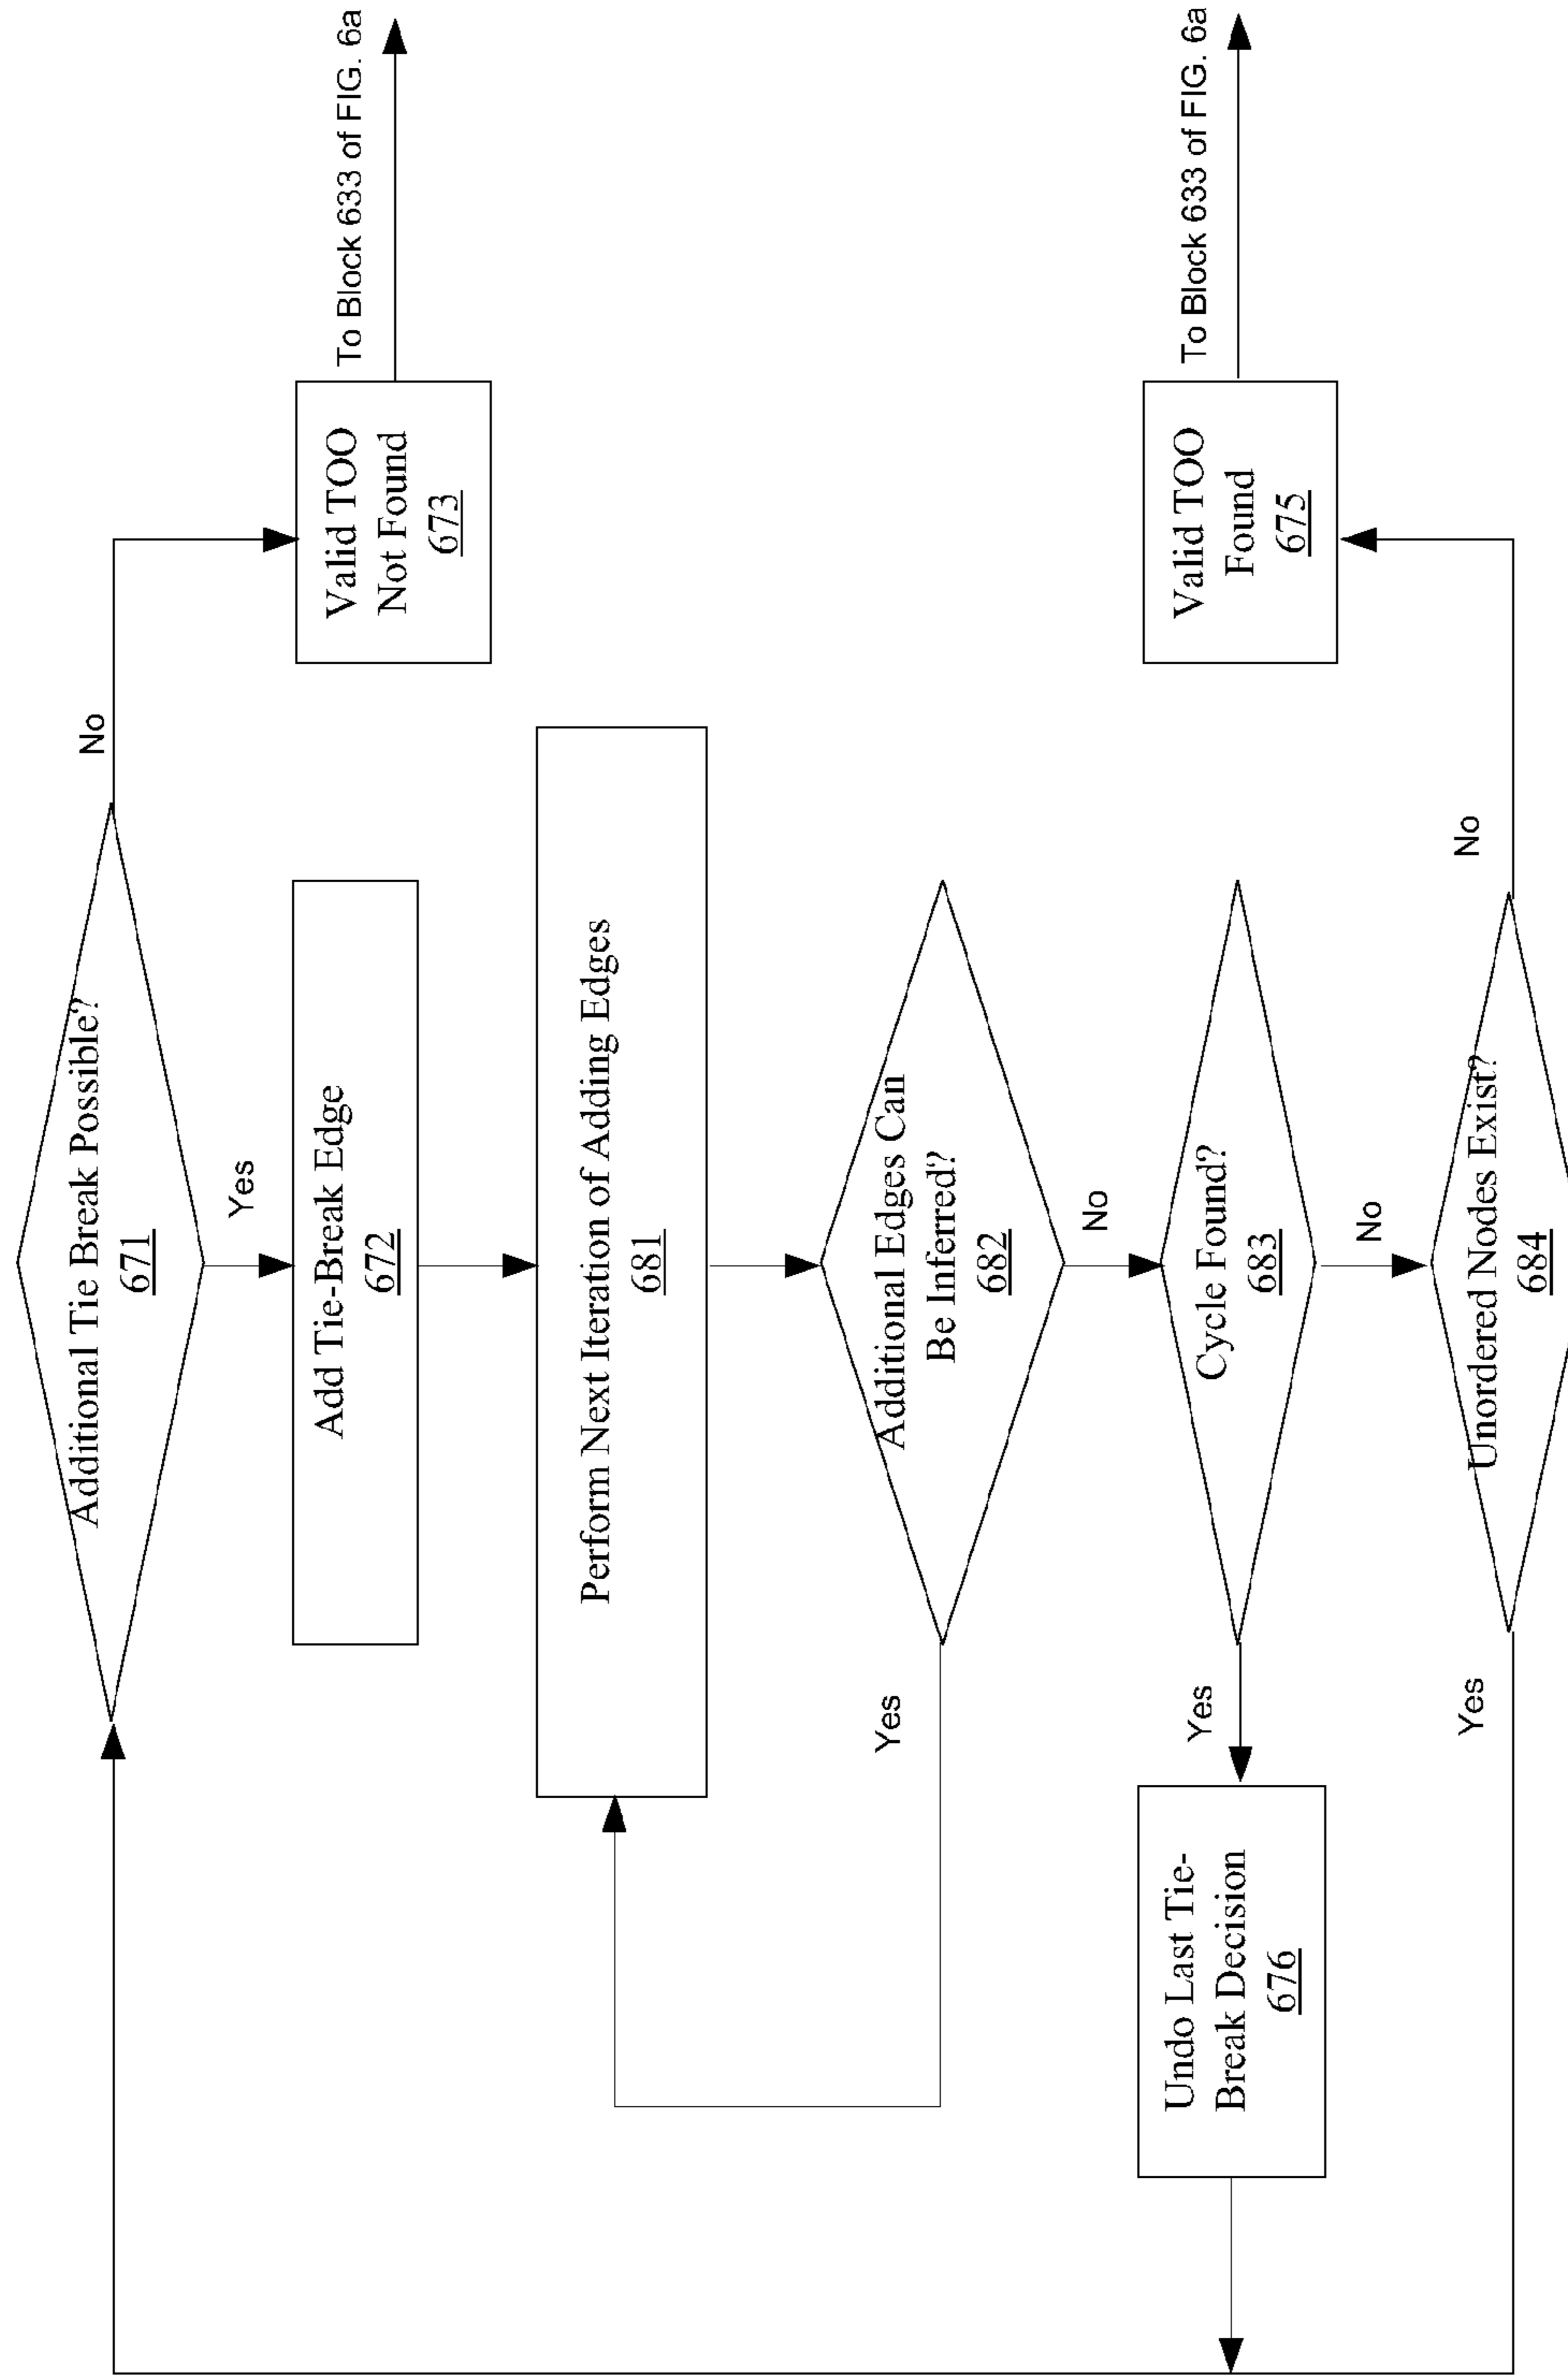 Additional Tie Break Possible?
671
No
Yes
Add Tie-Break Edge
672
Valid TOO
Not Found
673
To Block 633 of FIG. 6a
Perform Next Iteration of Adding Edges
681
Additional Edges Can
Be Inferred?
682
Yes
No
Cycle Found?
683
Yes
No
Undo Last Tie-
Break Decision
676
Valid TOO
Found
675
To Block 633 of FIG. 6a
Unordered Nodes Exist?
684
Yes
No